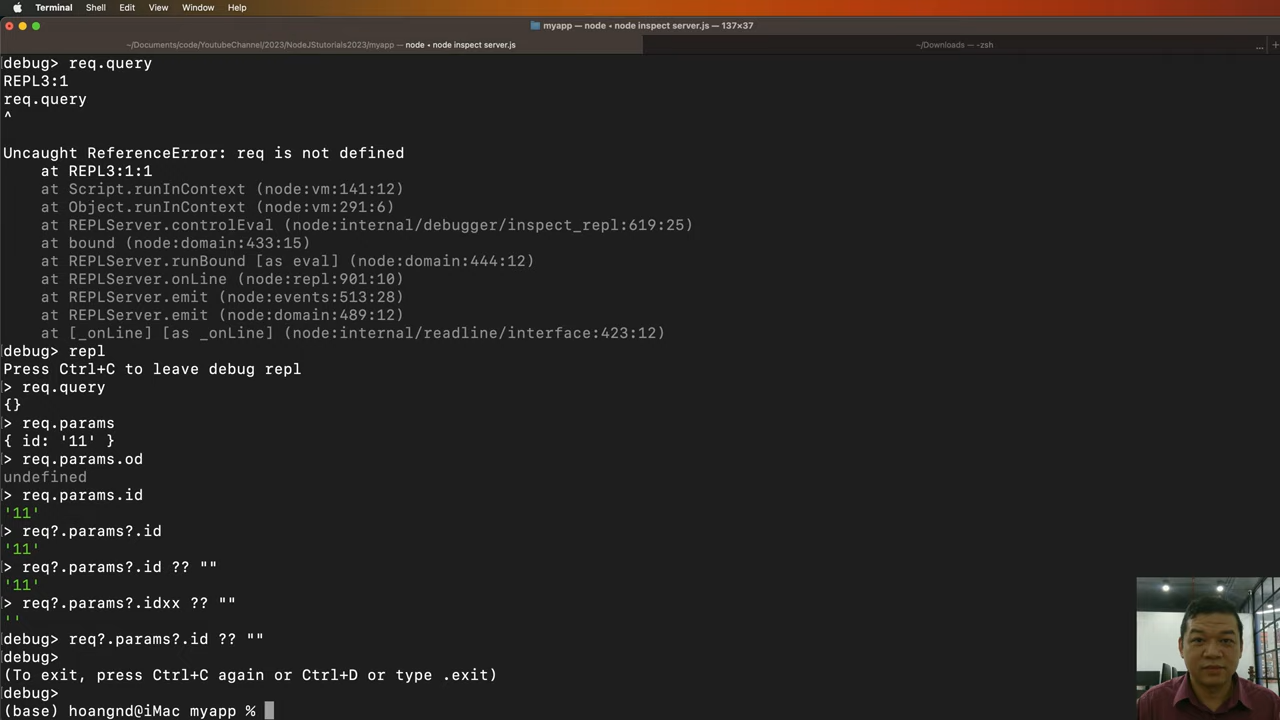 Terminal Shell Edit View Window Help
myapp — node • node inspect server.js — 137×37
~/Documents/code/YoutubeChannel/2023/NodeJStutorials2023/myapp — node • node inspect server.js
~/Downloads — -zsh
debug> req.query
REPL3:1
req.query
^
Uncaught ReferenceError: req is not defined
at REPL3:1:1
at Script.runInContext (node:vm:141:12)
at Object.runInContext (node:vm:291:6)
at REPLServer.controlEval (node:internal/debugger/inspect_repl:619:25)
at bound (node:domain:433:15)
at REPLServer.runBound [as eval] (node:domain:444:12)
at REPLServer.onLine (node:repl:901:10)
at REPLServer.emit (node:events:513:28)
at REPLServer.emit (node:domain:489:12)
at [_onLine] [as _onLine] (node:internal/readline/interface:423:12)
debug> repl
Press Ctrl+C to leave debug repl
> req.query
{}
> req.params
{ id: '11' }
> req.params.od
undefined
> req.params.id
'11'
> req?.params?.id
'11'
> req?.params?.id ?? ""
'11'
> req?.params?.idxx ?? ""
''
debug> req?.params?.id ?? ""
debug>
(To exit, press Ctrl+C again or Ctrl+D or type .exit)
debug>
(base) hoangnd@iMac myapp %